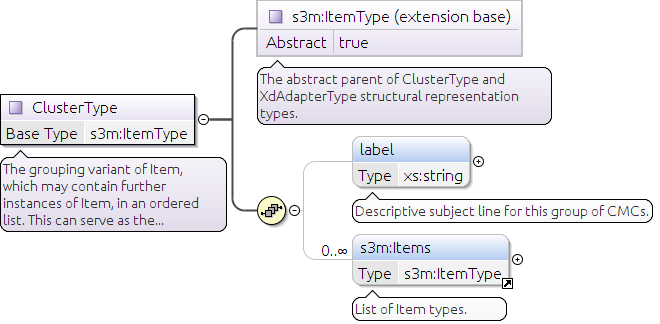 s3m:ItemType (extension base)
Abstract true
The abstract parent of ClusterType and
XdAdapterType structural representation
types.
ClusterType
Base Type s3m:ItemType
The grouping variant of Item,
which may contain further
instances of Item, in an ordered
list. This can serve as the...
label
Type xs:string
Descriptive subject line for this group of CMCs.
0..∞
s3m:Items
Type s3m:ItemType
List of Item types.